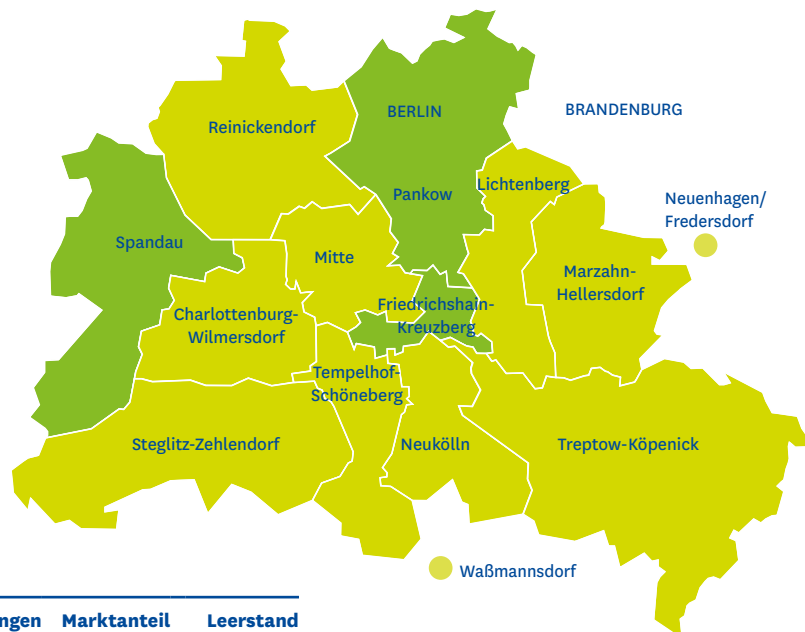 BERLIN
BRANDENBURG
Reinickendorf
Lichtenberg
Pankow
Neuenhagen/
Fredersdorf
Spandau
Mitte
Marzahn-
Hellersdorf
Friedrichshain-
Kreuzberg
Charlottenburg-
Wilmersdorf
Tempelhof-
Schöneberg
Steglitz-Zehlendorf
Neukölln
Treptow-Köpenick
Waßmannsdorf
Marktanteil Leerstand